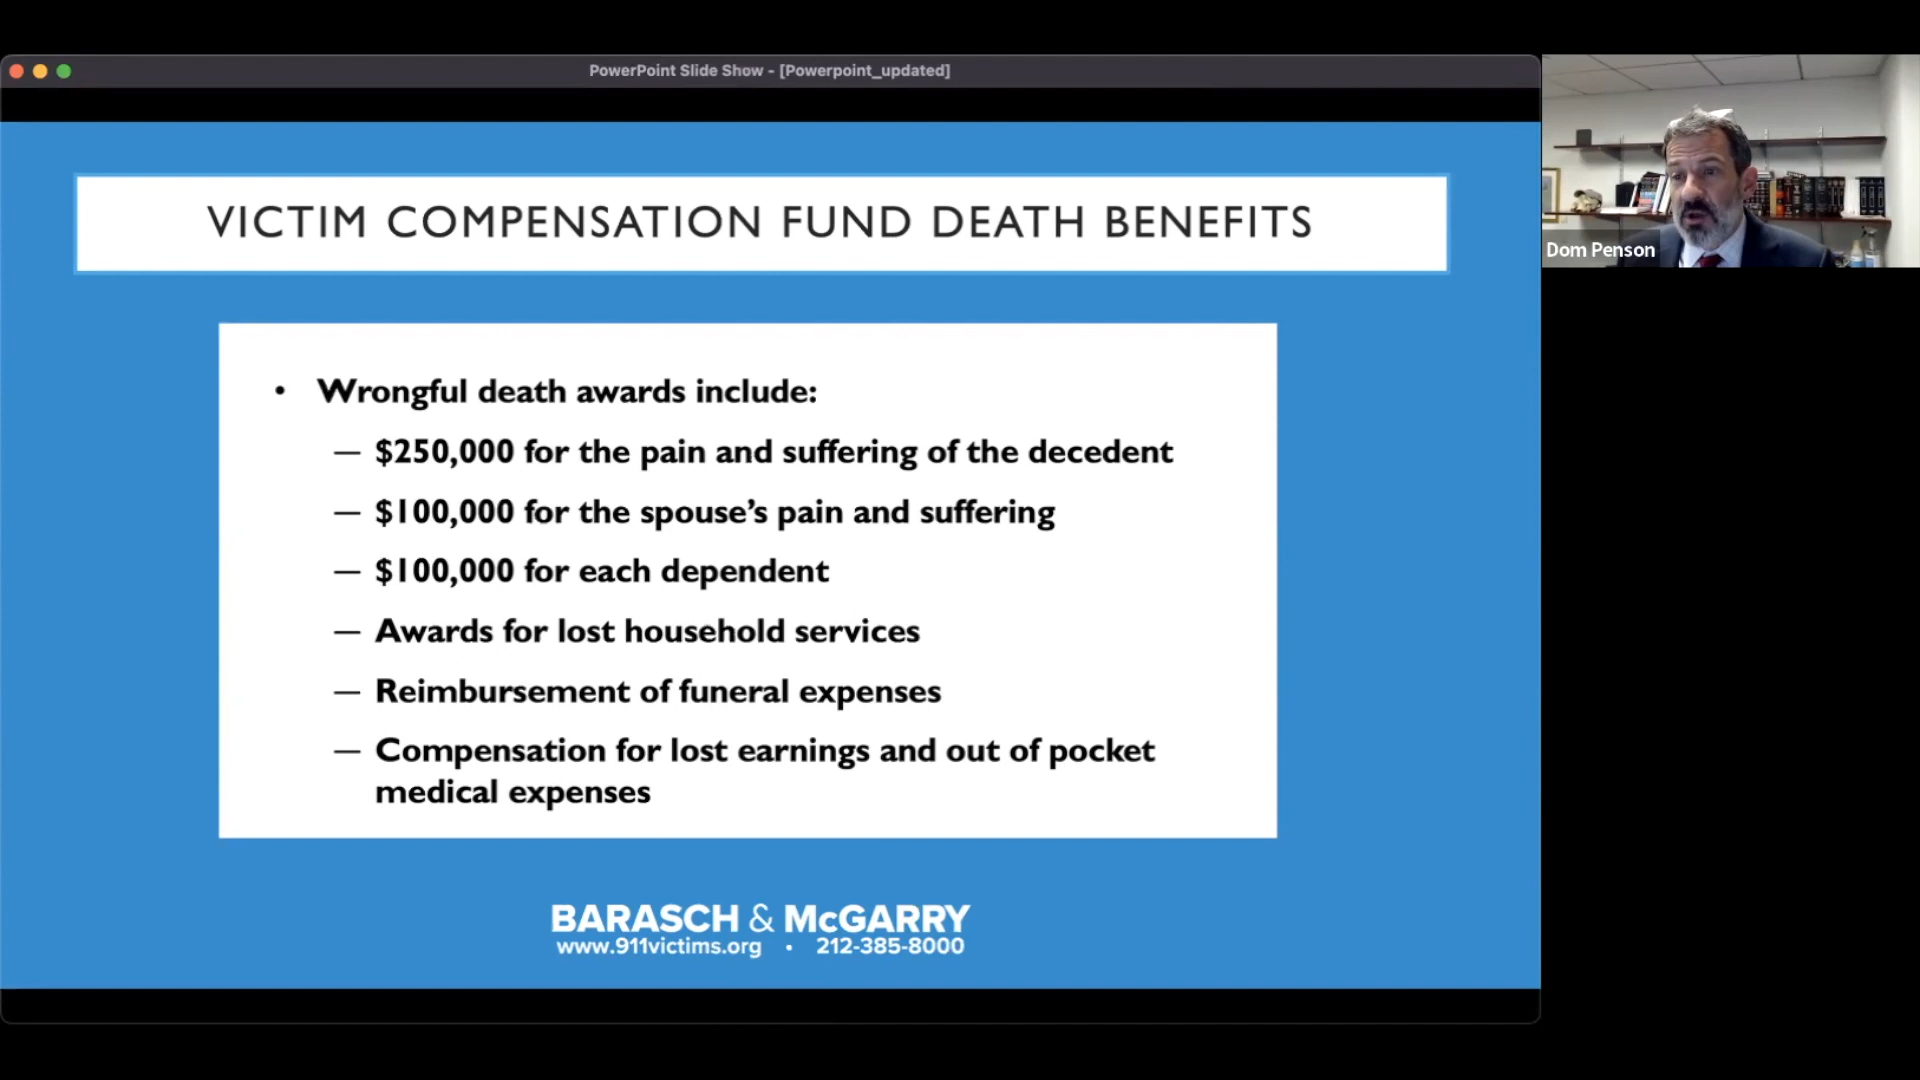 PowerPoint Slide Show - [Powerpoint_updated]
VICTIM COMPENSATION FUND DEATH BENEFITS
Dom Penson
• Wrongful death awards include:
— $250,000 for the pain and suffering of the decedent
— $100,000 for the spouse's pain and suffering
— $100,000 for each dependent
— Awards for lost household services
— Reimbursement of funeral expenses
— Compensation for lost earnings and out of pocket
medical expenses
BARASCH & McGARRY
www.911victims.org • 212-385-8000